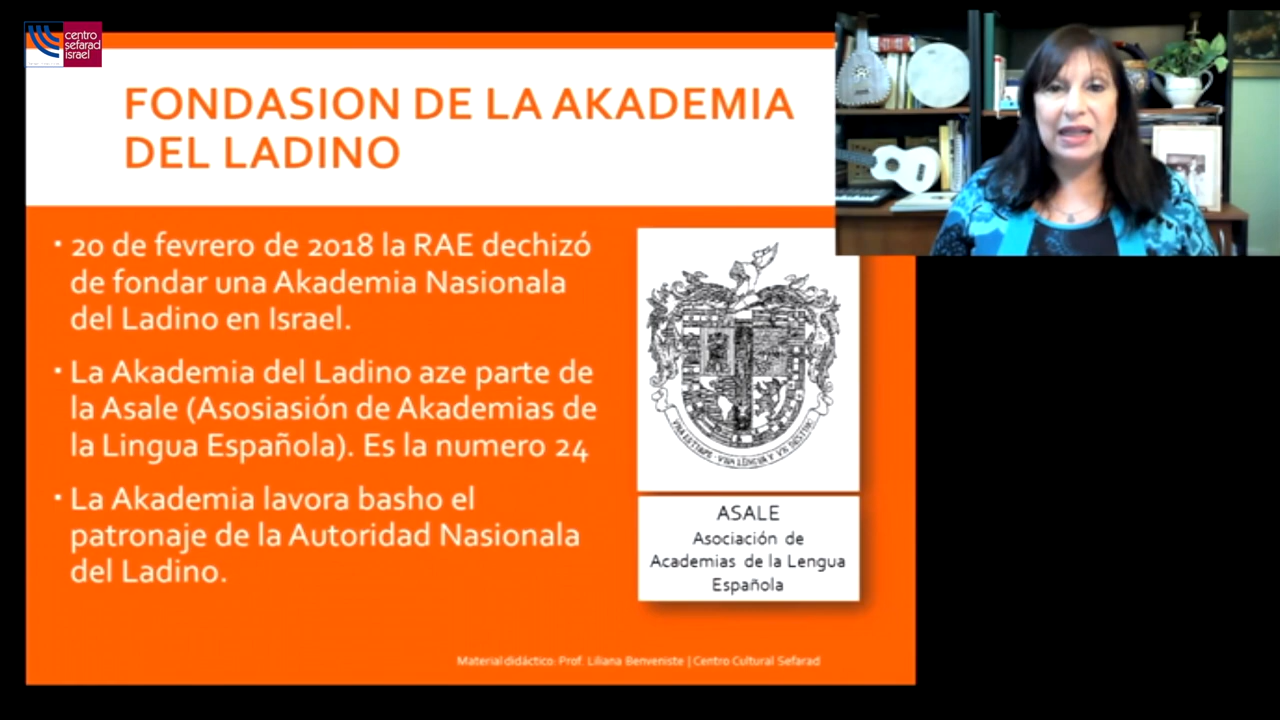 centro
sefarad
israel
FONDASION DE LA AKADEMIA
DEL LADINO
▪ 20 de fevrero de 2018 la RAE dechizó
de fondar una Akademia Nasionala
del Ladino en Israel.
▪ La Akademia del Ladino aze parte de
la Asale (Asosiasión de Akademias de
la Lingua Española). Es la numero 24
▪ La Akademia lavora basho el
patronaje de la Autoridad Nasionala
del Ladino.
ASALE
Asociación de
Academias de la Lengua
Española
Material didáctico: Prof. Liliana Benveniste | Centro Cultural Sefarad